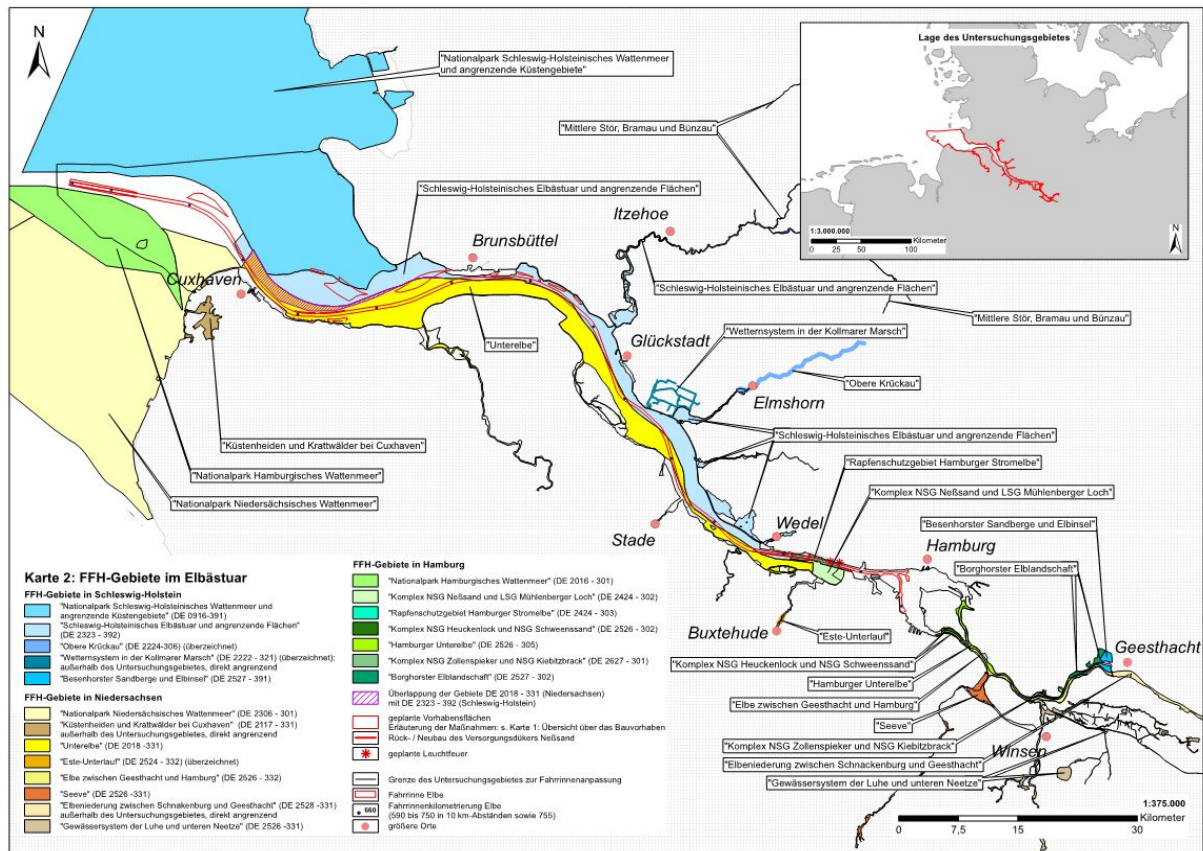 N
"Nationalpark Schleswig-Holsteinisches Wattenmeer
und angrenzende Küstengebiete"
"Mittlere Stör, Bramau und Bünzau"
"Schleswig-Holsteinisches Elbästuar und angrenzende Flächen"
Itzehoe
Brunsbüttel
Cuxhaven
"Schleswig-Holsteinisches Elbästuar und angrenzende Flächen"
"Mittlere Stör, Bramau und Bünzau"
"Wetternsystem in der Kollmarer Marsch"
Glückstadt
"Unterelbe"
"Obere Krückau"
Elmshorn
"Küstenheiden und Krattwälder bei Cuxhaven"
"Schleswig-Holsteinisches Elbästuar und angrenzende Flächen"
"Nationalpark Hamburgisches Wattenmeer"
"Rapfenschutzgebiet Hamburger Stromelbe"
"Komplex NSG Neßsand und LSG Mühlenberger Loch"
"Nationalpark Niedersächsisches Wattenmeer"
Stade
Wedel
"Besenhorster Sandberge und Elbinsel"
Hamburg
"Borghorster Elblandschaft"
Buxtehude
"Este-Unterlauf"
Geesthacht
"Komplex NSG Heuckenlock und NSG Schweensand"
"Hamburger Unterelbe"
"Elbe zwischen Geesthacht und Hamburg"
"Seeve"
"Komplex NSG Zollenspieker und NSG Kiebitzbrack"
Winsen
"Elbeniederung zwischen Schnackenburg und Geesthacht"
"Gewässersystem der Luhe und unteren Neetze"
1:375.000
0 7,5 15 30
Kilometer
Lage des Untersuchungsgebietes
1:3.000.000
Kilometer
0 25 50 100
N
Karte 2: FFH-Gebiete im Elbästuar
FFH-Gebiete in Schleswig-Holstein
"Nationalpark Schleswig-Holsteinisches Wattenmeer und
angrenzende Küstengebiete" (DE 0916-391)
"Schleswig-Holsteinisches Elbästuar und angrenzende Flächen"
(DE 2323 - 392)
"Obere Krückau" (DE 2224-306) (überzeichnet)
"Wetternsystem in der Kollmarer Marsch" (DE 2222 - 321) (überzeichnet);
außerhalb des Untersuchungsgebietes, direkt angrenzend
"Besenhorster Sandberge und Elbinsel" (DE 2527 - 391)
FFH-Gebiete in Niedersachsen
"Nationalpark Niedersächsisches Wattenmeer" (DE 2306 - 301)
"Küstenheiden und Krattwälder bei Cuxhaven" (DE 2117 - 331)
außerhalb des Untersuchungsgebietes, direkt angrenzend
"Unterelbe" (DE 2018 -331)
"Este-Unterlauf" (DE 2524 - 332) (überzeichnet)
"Elbe zwischen Geesthacht und Hamburg" (DE 2526 - 332)
"Seeve" (DE 2526 -331)
"Elbeniederung zwischen Schnakenburg und Geesthacht" (DE 2528 -331)
außerhalb des Untersuchungsgebietes, direkt angrenzend
"Gewässersystem der Luhe und unteren Neetze" (DE 2526 -331)
FFH-Gebiete in Hamburg
"Nationalpark Hamburgisches Wattenmeer" (DE 2016 - 301)
"Komplex NSG Neßsand und LSG Mühlenberger Loch" (DE 2424 - 302)
"Rapfenschutzgebiet Hamburger Stromelbe" (DE 2424 - 303)
"Komplex NSG Heuckenlock und NSG Schweenssand" (DE 2526 - 302)
"Hamburger Unterelbe" (DE 2526 - 305)
"Komplex NSG Zollenspieker und NSG Kiebitzbrack" (DE 2627 - 301)
"Borghorster Elblandschaft" (DE 2527 - 302)
Überlappung der Gebiete DE 2018 - 331 (Niedersachsen)
mit DE 2323 - 392 (Schleswig-Holstein)
geplante Vorhabensflächen
Erläuterung der Maßnahmen: s. Karte 1: Übersicht über das Bauvorhaben
Rück- / Neubau des Versorgungsdükers Neßsand
geplante Leuchtfeuer
Grenze des Untersuchungsgebietes zur Fahrrinnenanpassung
Fahrrinne Elbe
660
Fahrrinnenkilometrierung Elbe
(590 bis 750 in 10 km-Abständen sowie 755)
größere Orte